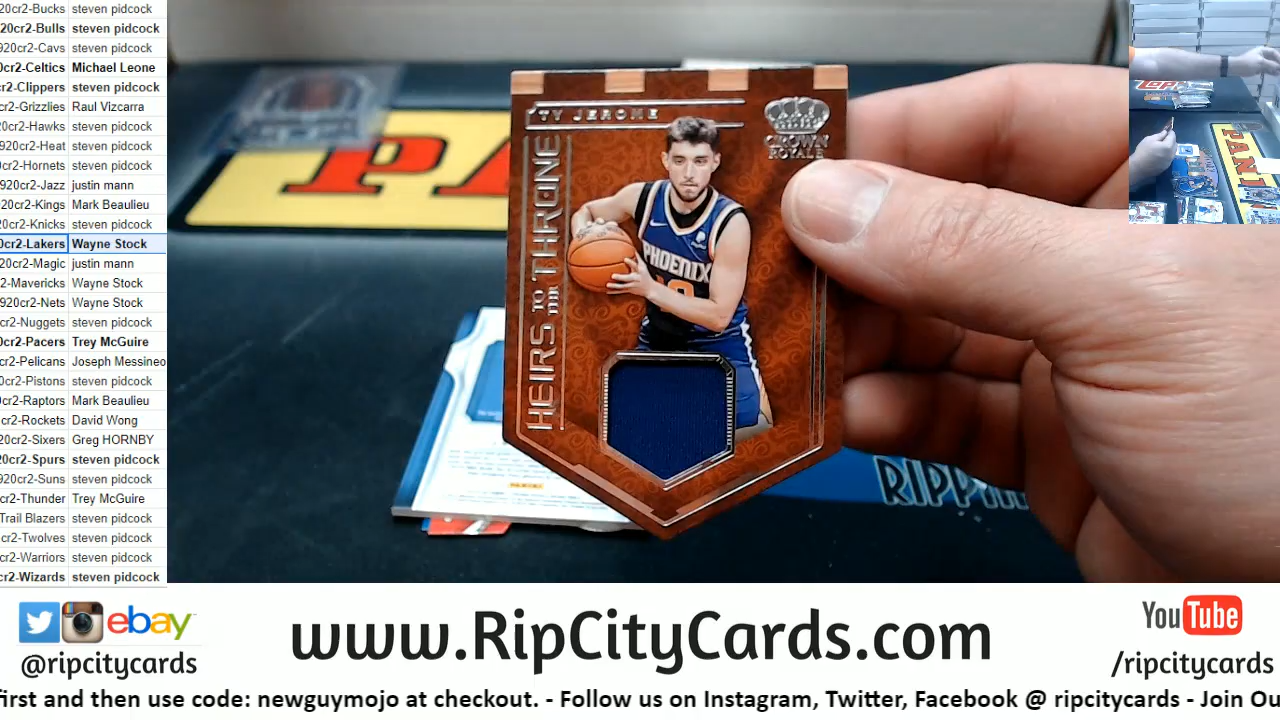 20cr2-Bucks steven pidcock
20cr2-Bulls steven pidcock
920cr2-Cavs steven pidcock
0cr2-Celtics Michael Leone
cr2-Clippers steven pidcock
cr2-Grizzlies Raul Vizcarra
0cr2-Hawks steven pidcock
920cr2-Heat steven pidcock
cr2-Hornets steven pidcock
920cr2-Jazz justin mann
20cr2-Kings Mark Beaulieu
0cr2-Knicks steven pidcock
0cr2-Lakers Wayne Stock
20cr2-Magic justin mann
2-Mavericks Wayne Stock
920cr2-Nets Wayne Stock
cr2-Nuggets steven pidcock
0cr2-Pacers Trey McGuire
cr2-Pelicans Joseph Messineo
0cr2-Pistons steven pidcock
cr2-Raptors Mark Beaulieu
cr2-Rockets David Wong
20cr2-Sixers Greg HORNBY
20cr2-Spurs steven pidcock
920cr2-Suns steven pidcock
cr2-Thunder Trey McGuire
Trail Blazers steven pidcock
cr2-Twolves steven pidcock
cr2-Warriors steven pidcock
cr2-Wizards steven pidcock
TY JEROME
CROWN
ROYALE
HEIRS TO THE THRONE
PHOENIX
10
PA
PANI
RIPPIN
ebay
@ripcitycards
www.RipCityCards.com
YouTube
/ripcitycards
first and then use code: newguymojo at checkout. - Follow us on Instagram, Twitter, Facebook @ ripcitycards - Join Ou